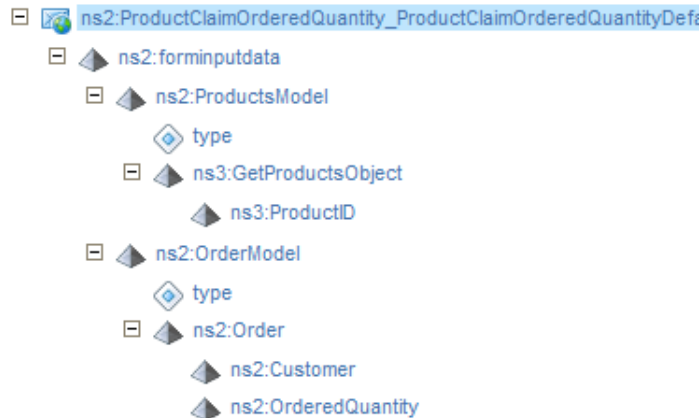 ns2:ProductClaimOrderedQuantity_ProductClaimOrderedQuantityDefa
ns2:forminputdata
ns2:ProductsModel
type
ns3:GetProductsObject
ns3:ProductID
ns2:OrderModel
type
ns2:Order
ns2:Customer
ns2:OrderedQuantity